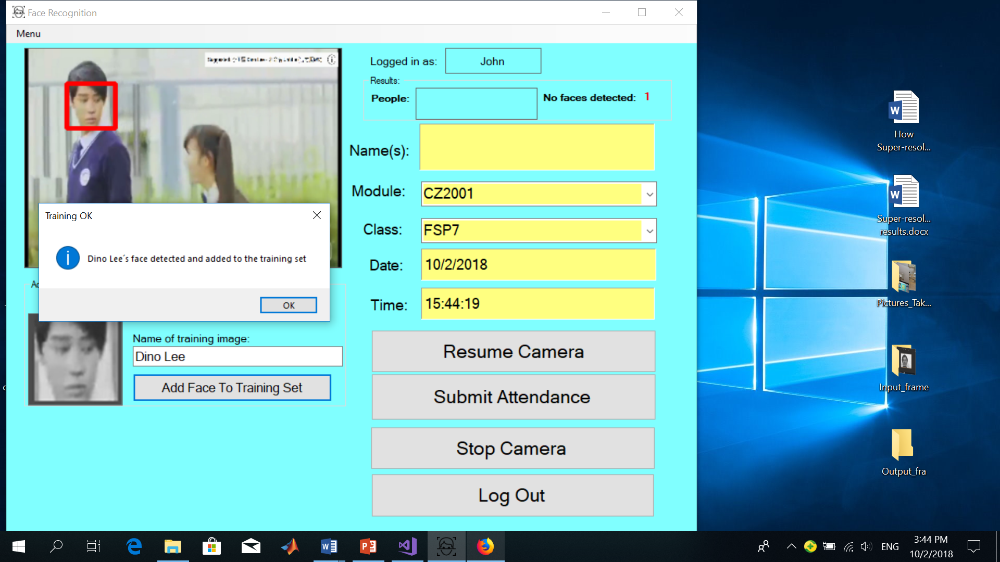 Face Recognition
Menu
Logged in as:
John
Results:
People:
No faces detected: 1
Name(s):
Module:
CZ2001
Class:
FSP7
Date:
10/2/2018
Time:
15:44:19
Training OK
Dino Lee´s face detected and added to the training set
OK
Name of training image:
Dino Lee
Add Face To Training Set
Resume Camera
Submit Attendance
Stop Camera
Log Out
How
Super-resol...
Super-resol...
results.docx
Pictures_Tak...
Input_frame
Output_fra
ENG
3:44 PM
10/2/2018